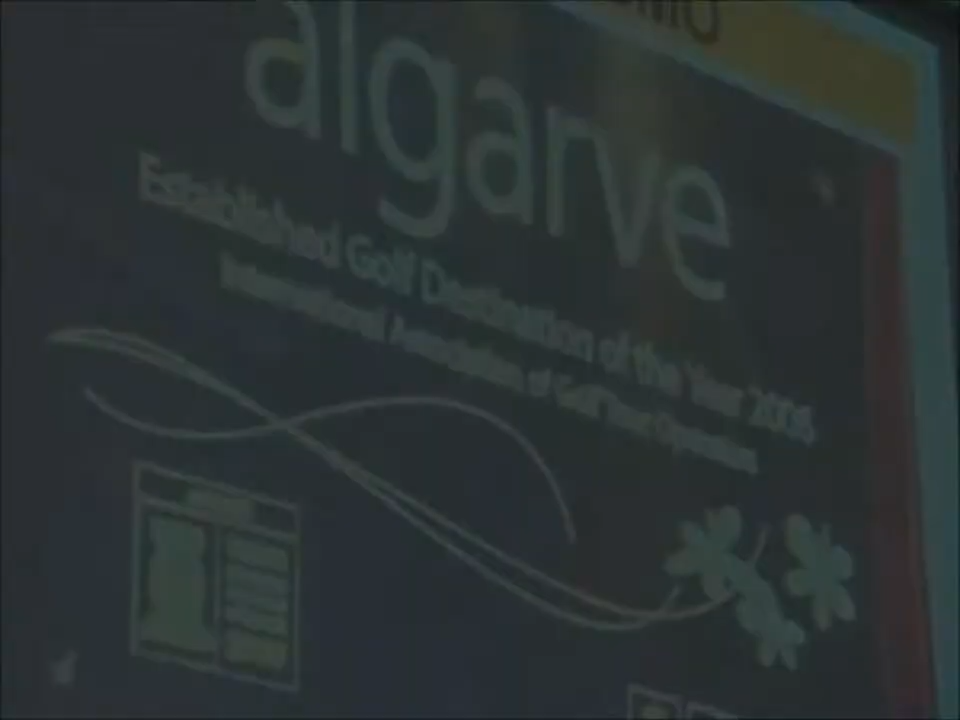 algarve
Established Golf Destination of the Year 2006
International Association of Golf Tour Operators